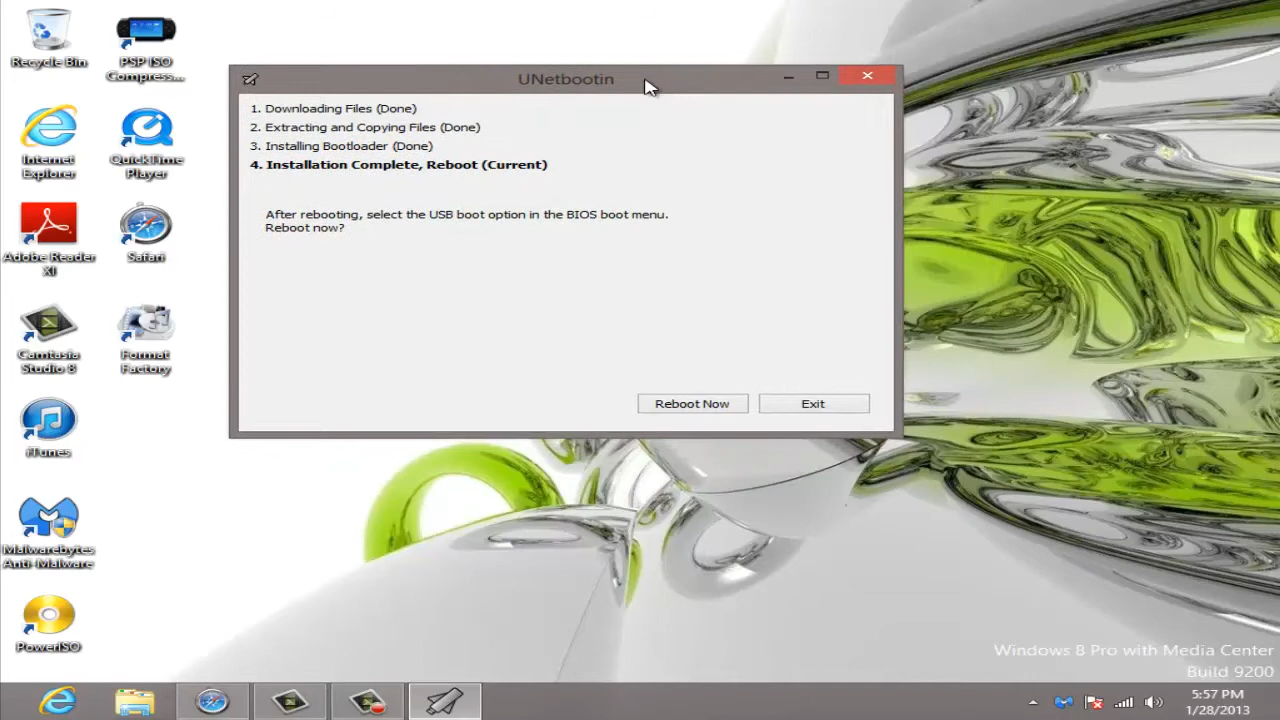 Recycle Bin
PSP ISO
Compress...
Internet
Explorer
QuickTime
Player
Adobe Reader
XI
Safari
Camtasia
Studio 8
Format
Factory
iTunes
Malwarebytes
Anti-Malware
PowerISO
UNetbootin
1. Downloading Files (Done)
2. Extracting and Copying Files (Done)
3. Installing Bootloader (Done)
4. Installation Complete, Reboot (Current)
After rebooting, select the USB boot option in the BIOS boot menu.
Reboot now?
Reboot Now
Exit
Windows 8 Pro with Media Center
Build 9200
5:57 PM
1/28/2013